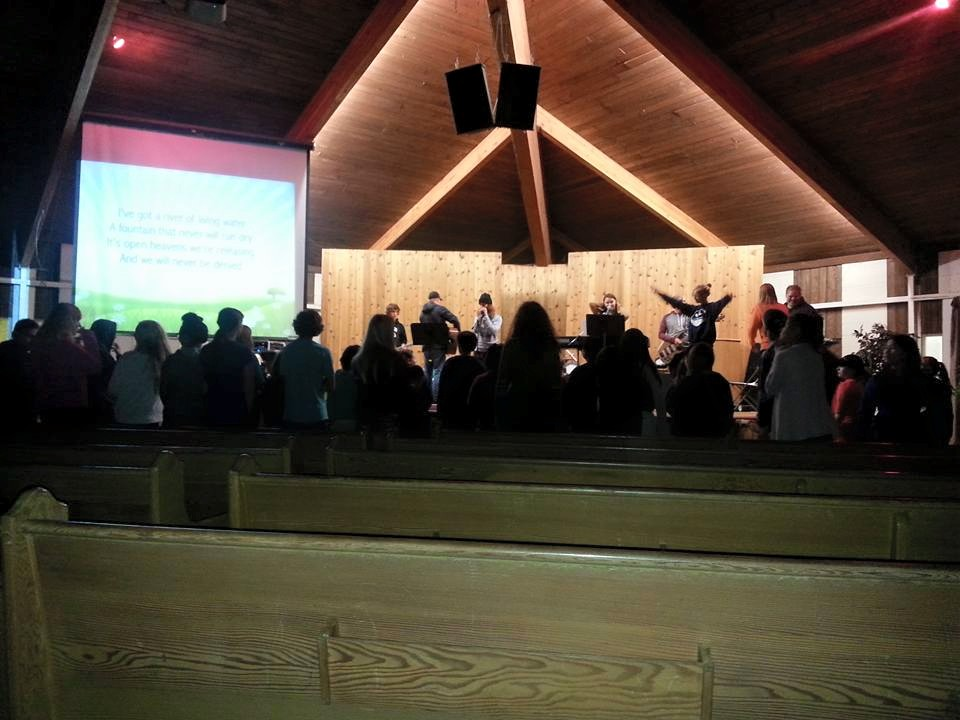 I've got a river of living water
A fountain that never will run dry
It's open heavens we're releasing
And we will never be denied